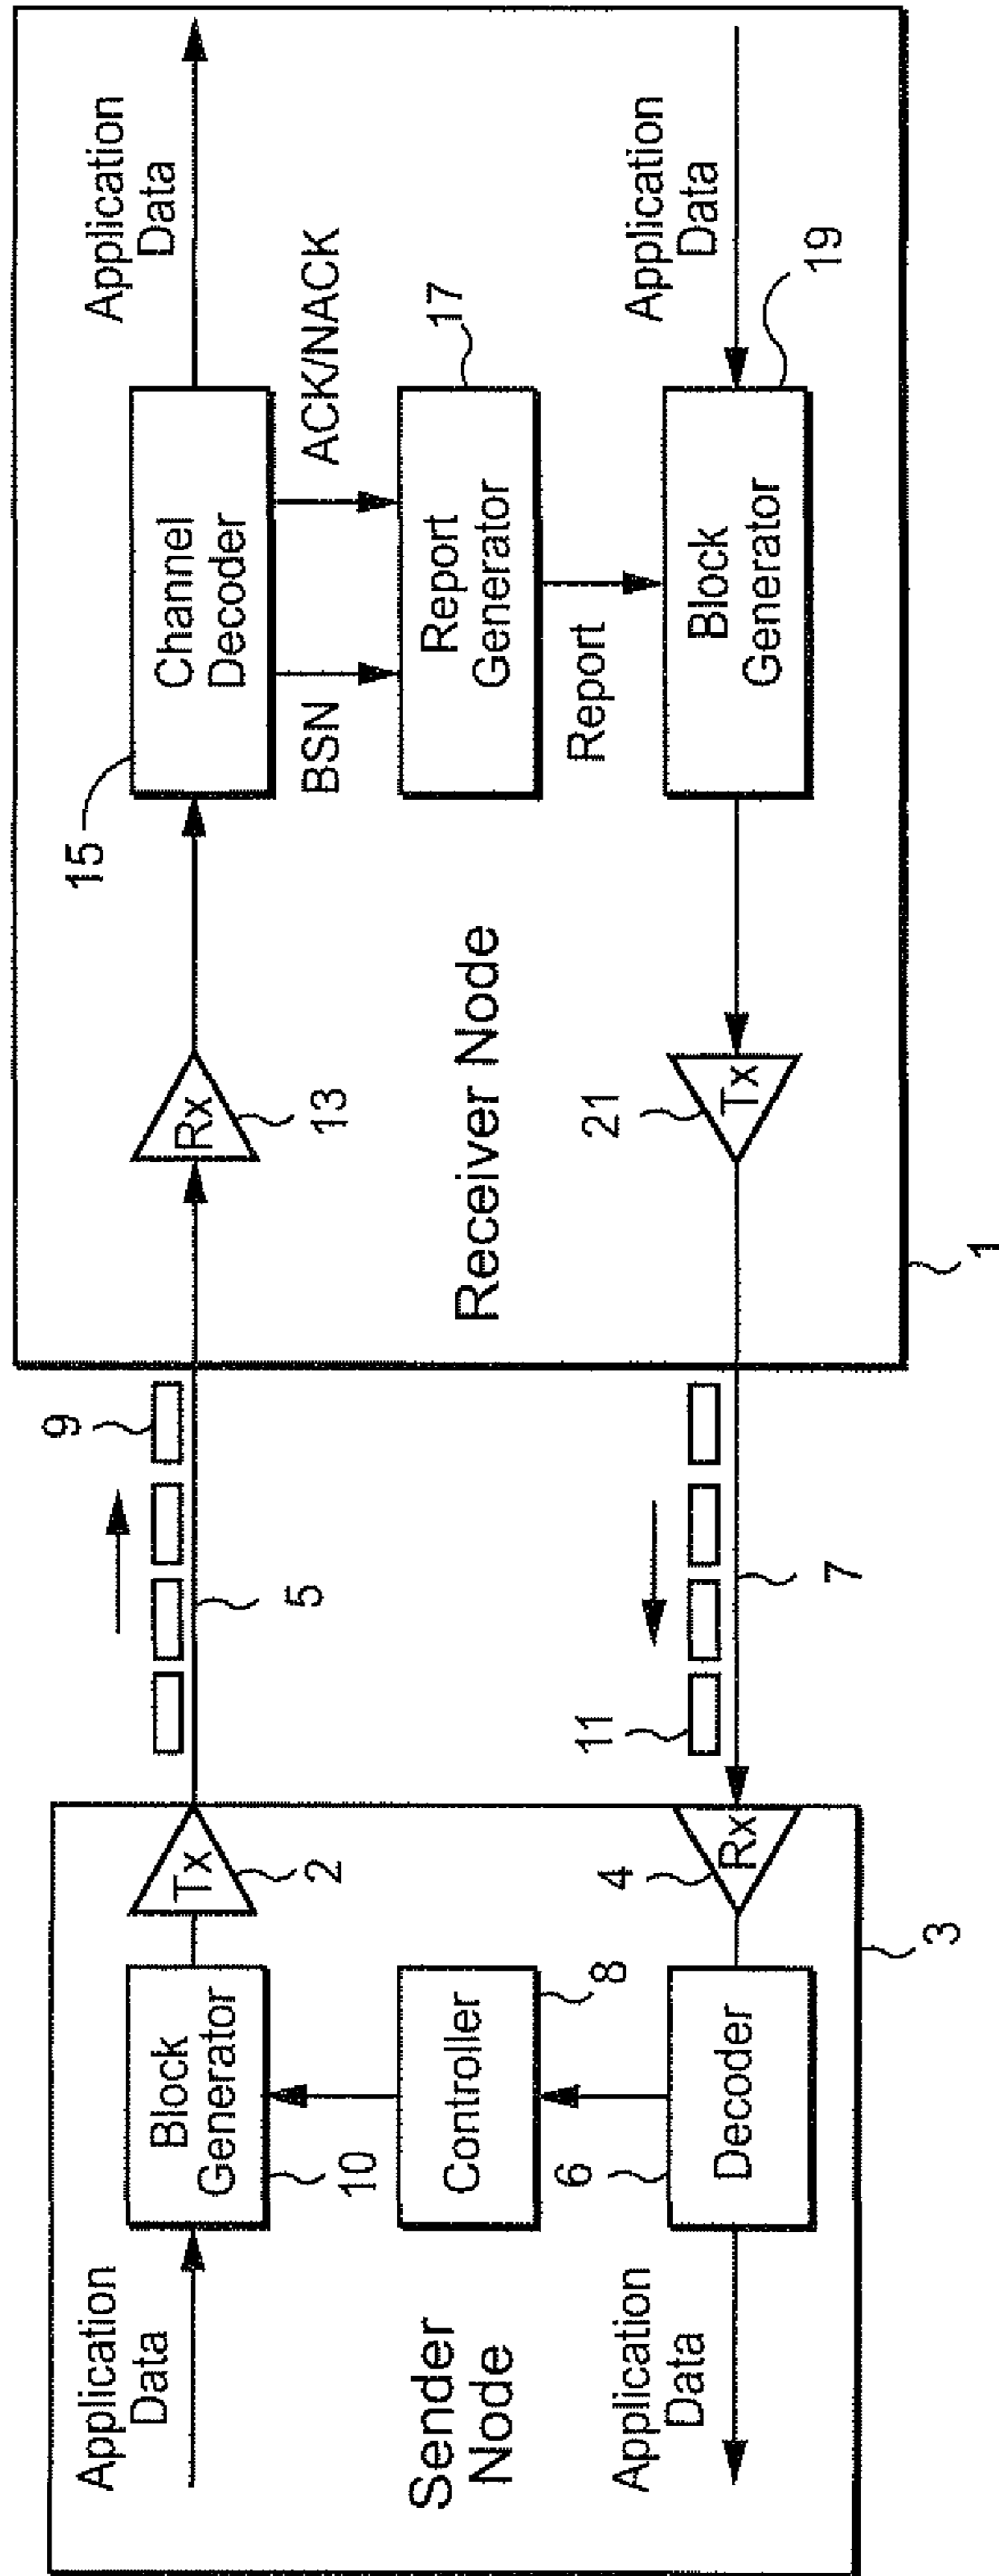 Application
Data
Block
Generator
10
Tx
2
Sender
Node
Controller
8
Application
Data
Decoder
6
Rx
4
3
9
5
11
7
Rx
13
15
Channel
Decoder
Application
Data
BSN
ACK/NACK
Receiver Node
Report
Generator
17
Report
Tx
21
Block
Generator
19
Application
Data
1